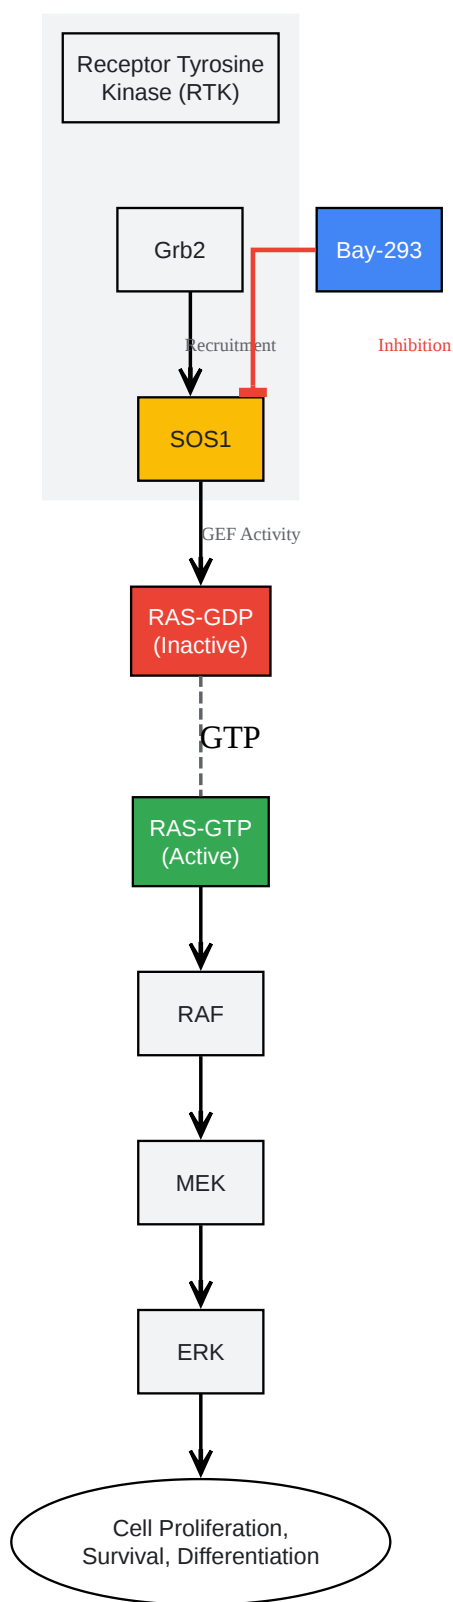 Receptor Tyrosine
Kinase (RTK)
Grb2
Bay-293
Recruitment
Inhibition
SOS1
GEF Activity
RAS-GDP
(Inactive)
GTP
RAS-GTP
(Active)
RAF
MEK
ERK
Cell Proliferation,
Survival, Differentiation